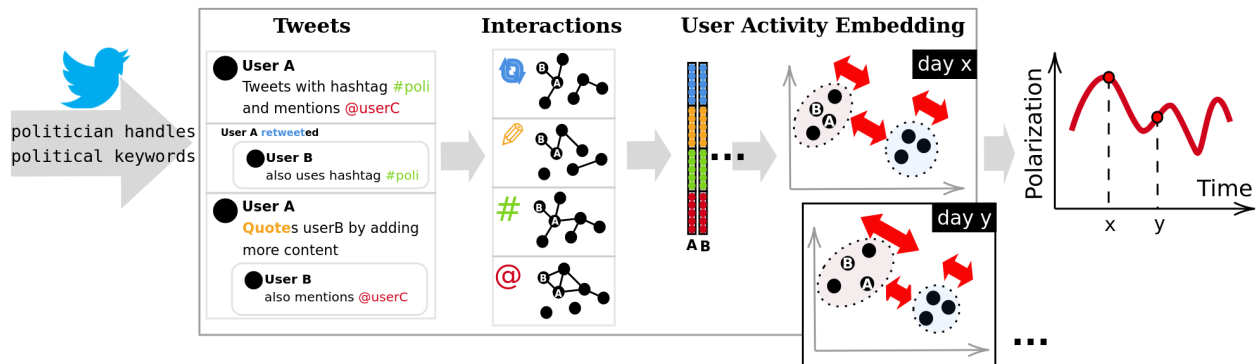 politician handles
political keywords
Tweets
User A
Tweets with hashtag #poli
and mentions @userC
User A retweeted
User B
also uses hashtag #poli
User A
Quotes userB by adding
more content
User B
also mentions @userC
Interactions
B
A
B
A
#
B
A
@
B
A
User Activity Embedding
A B
...
day x
B
A
day y
B
A
...
Polarization
Time
x
y